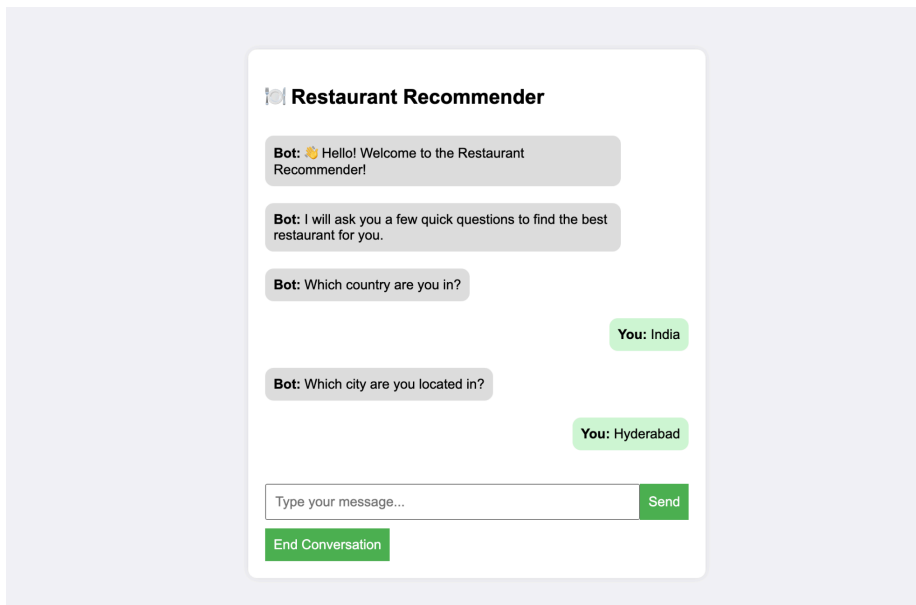 🍽️ Restaurant Recommender
Bot: 👋 Hello! Welcome to the Restaurant
Recommender!
Bot: I will ask you a few quick questions to find the best
restaurant for you.
Bot: Which country are you in?
You: India
Bot: Which city are you located in?
You: Hyderabad
Type your message... Send
End Conversation